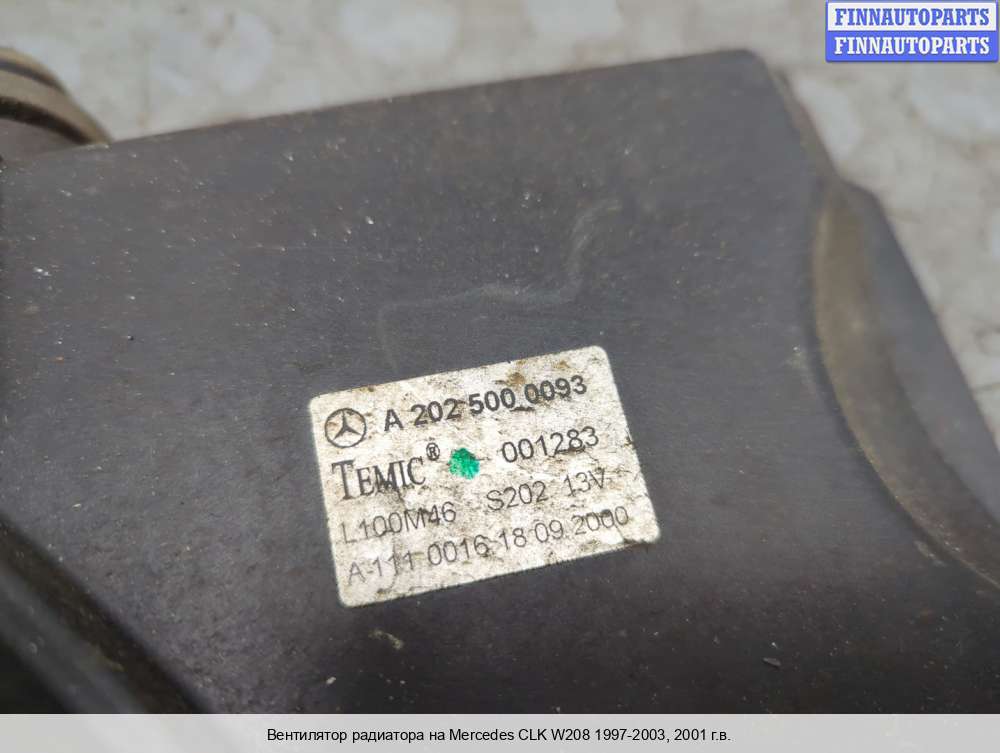 FINNAUTOPARTS
FINNAUTOPARTS
A 202 500 0093
TEMIC® 001283
L100M46 S202 13V
A 111 0016 18 09 2000
Вентилятор радиатора на Mercedes CLK W208 1997-2003, 2001 г.в.